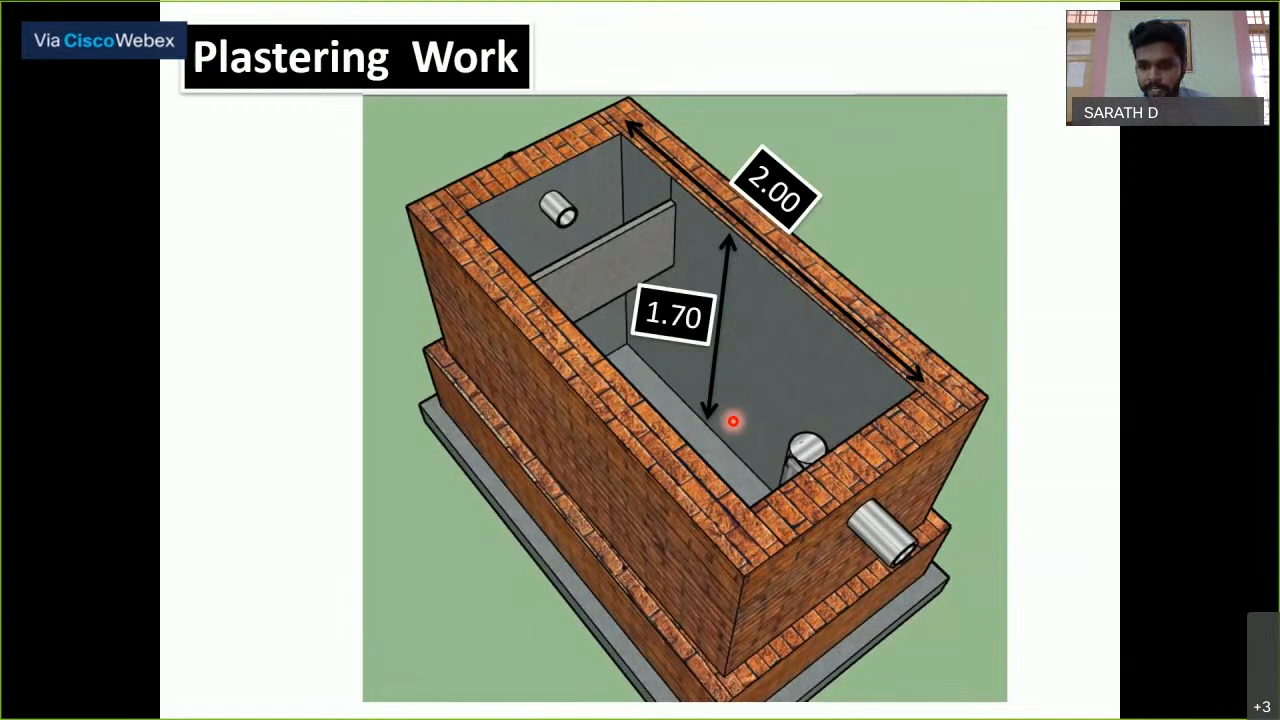 Via CiscoWebex
Plastering Work
SARATH D
2.00
1.70
+3